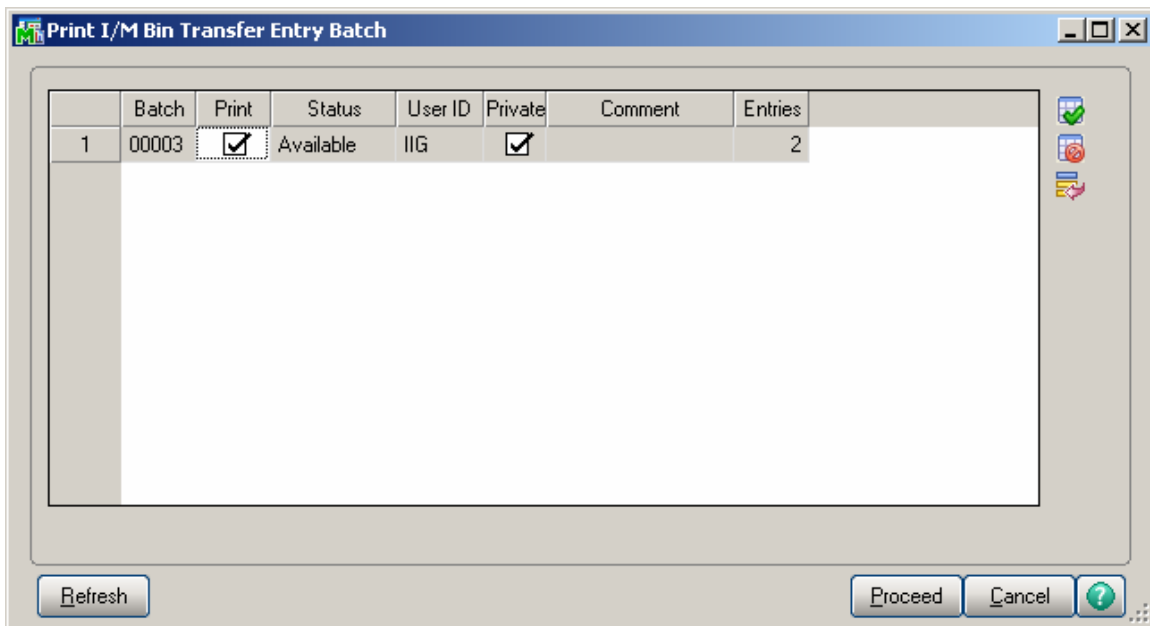 Print I/M Bin Transfer Entry Batch
Batch Print Status User ID Private Comment Entries
1 00003 Available IIG 2
Refresh Proceed Cancel ?